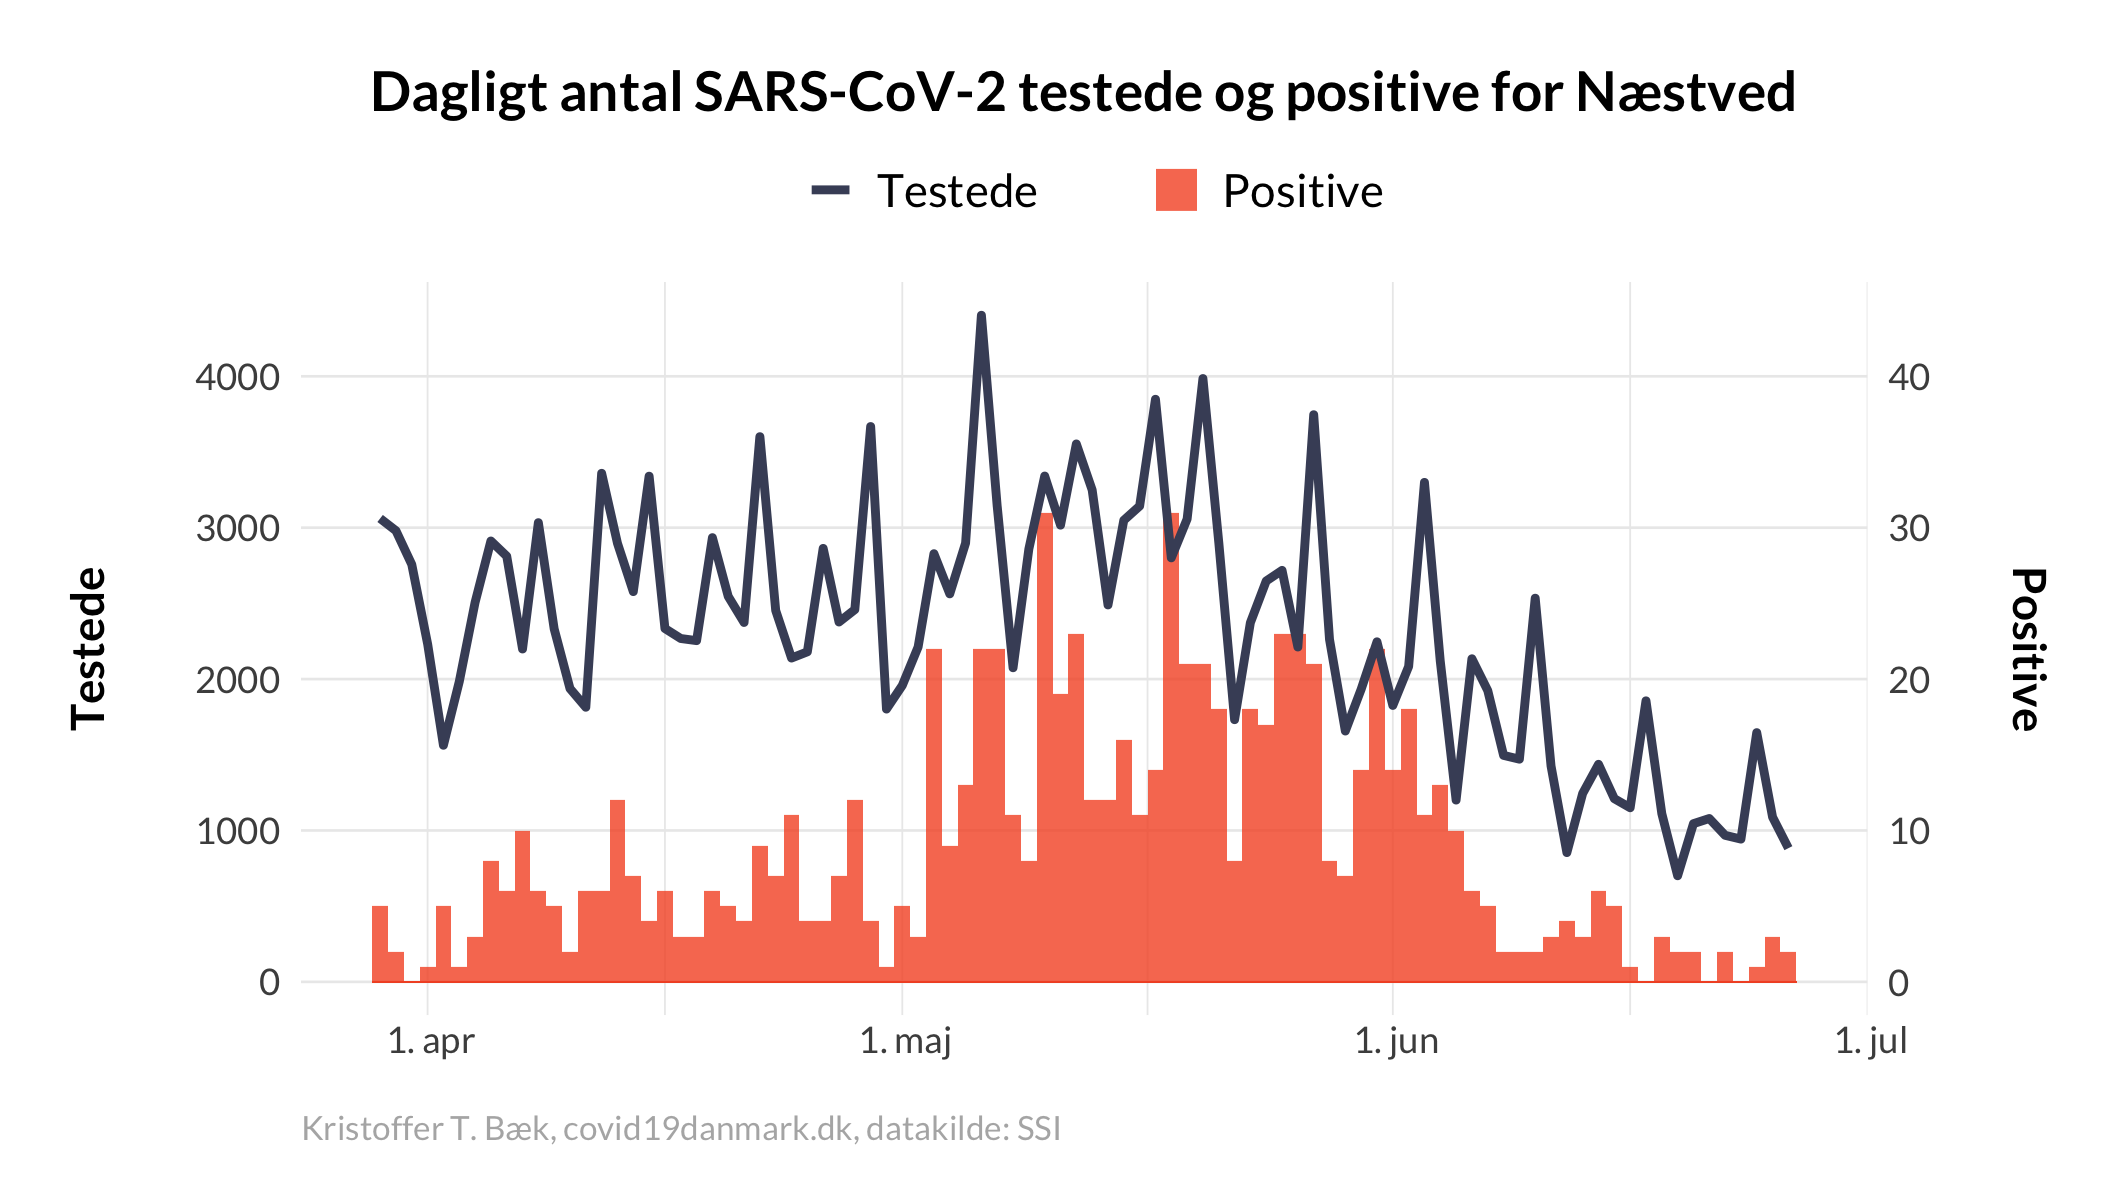 Dagligt antal SARS-CoV-2 testede og positive for Næstved
Testede
Positive
4000
3000
2000
1000
0
Testede
40
30
20
10
0
Positive
1. apr
1. maj
1. jun
1. jul
Kristoffer T. Bæk, covid19danmark.dk, datakilde: SSI